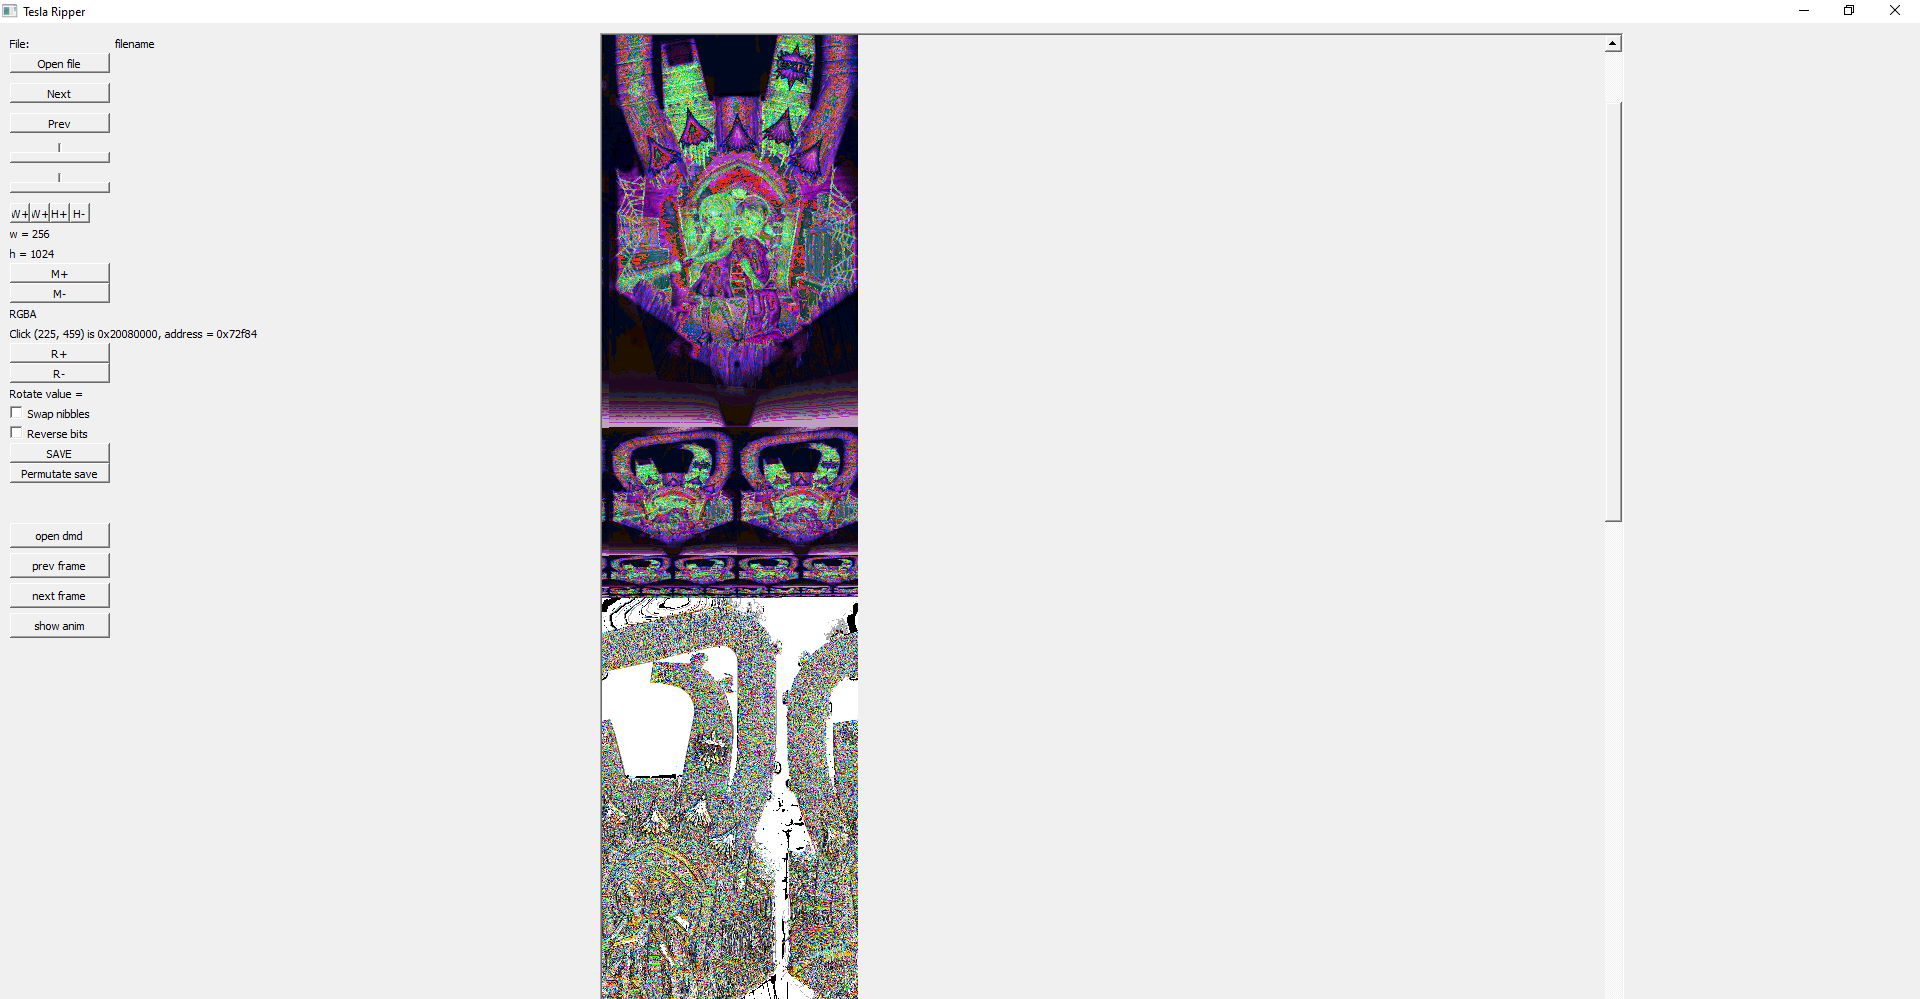 Tesla Ripper
File: filename
Open file
Next
Prev
W+ W+ H+ H-
w = 256
h = 1024
M+
M-
RGBA
Click (225, 459) is 0x20080000, address = 0x72f84
R+
R-
Rotate value =
Swap nibbles
Reverse bits
SAVE
Permutate save
open dmd
prev frame
next frame
show anim